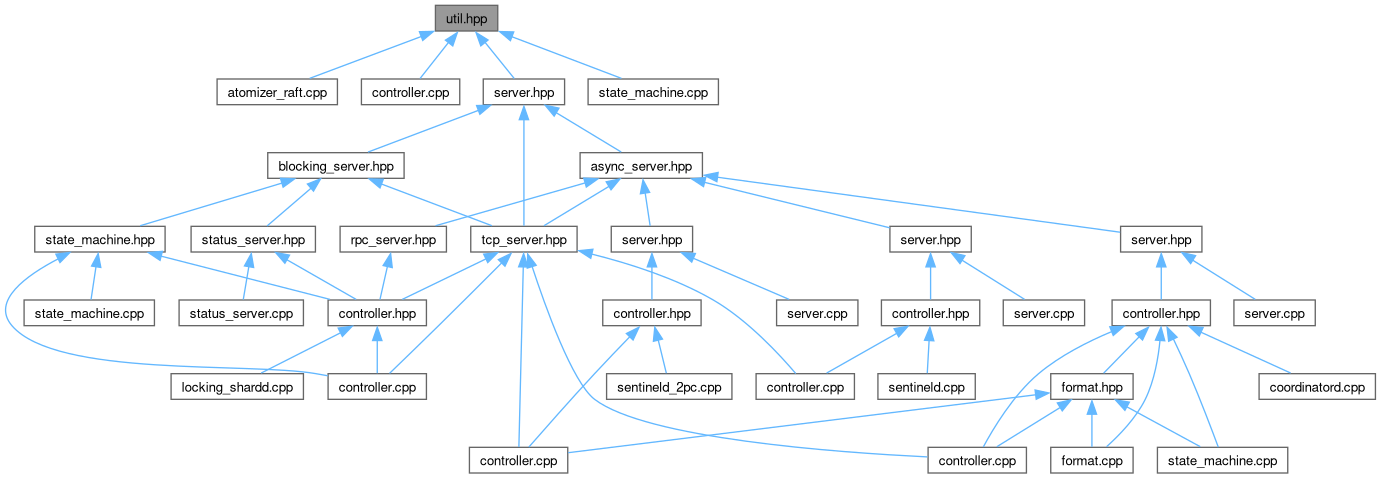 util.hpp
atomizer_raft.cpp
controller.cpp
server.hpp
state_machine.cpp
blocking_server.hpp
async_server.hpp
state_machine.hpp
status_server.hpp
rpc_server.hpp
tcp_server.hpp
server.hpp
server.hpp
server.hpp
state_machine.cpp
status_server.cpp
controller.hpp
controller.hpp
server.cpp
controller.hpp
server.cpp
controller.hpp
server.cpp
locking_shardd.cpp
controller.cpp
sentineld_2pc.cpp
controller.cpp
sentineld.cpp
format.hpp
coordinatord.cpp
controller.cpp
controller.cpp
format.cpp
state_machine.cpp